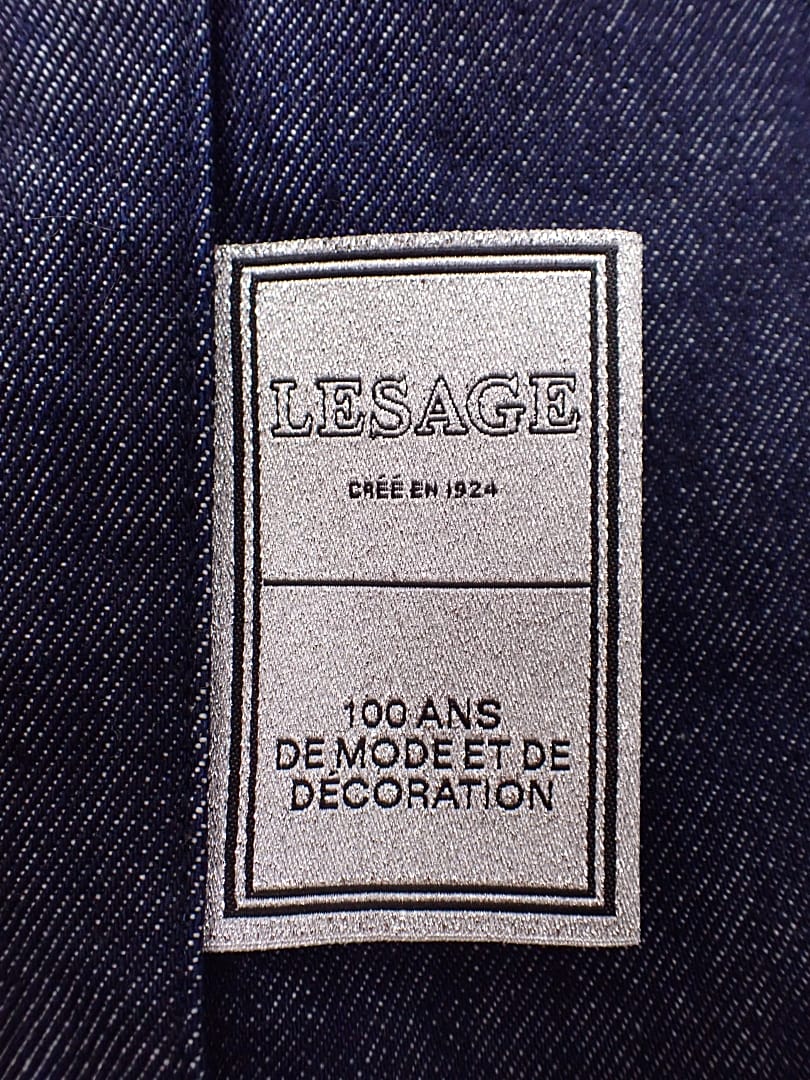 LESAGE
CRÉÉ EN 1924
100 ANS
DE MODE ET DE
DÉCORATION